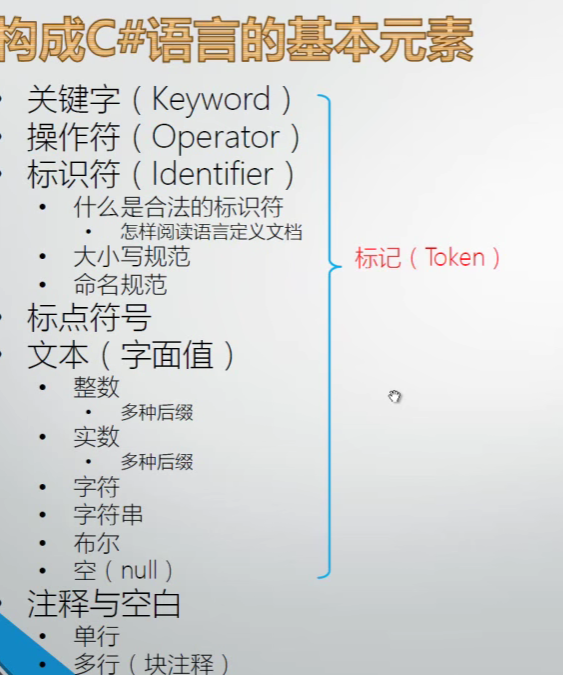 构成C#语言的基本元素
关键字（Keyword）
操作符（Operator）
标识符（Identifier）
什么是合法的标识符
怎样阅读语言定义文档
大小写规范
命名规范
标点符号
文本（字面值）
整数
多种后缀
实数
多种后缀
字符
字符串
布尔
空（null）
标记（Token）
注释与空白
单行
多行（块注释）